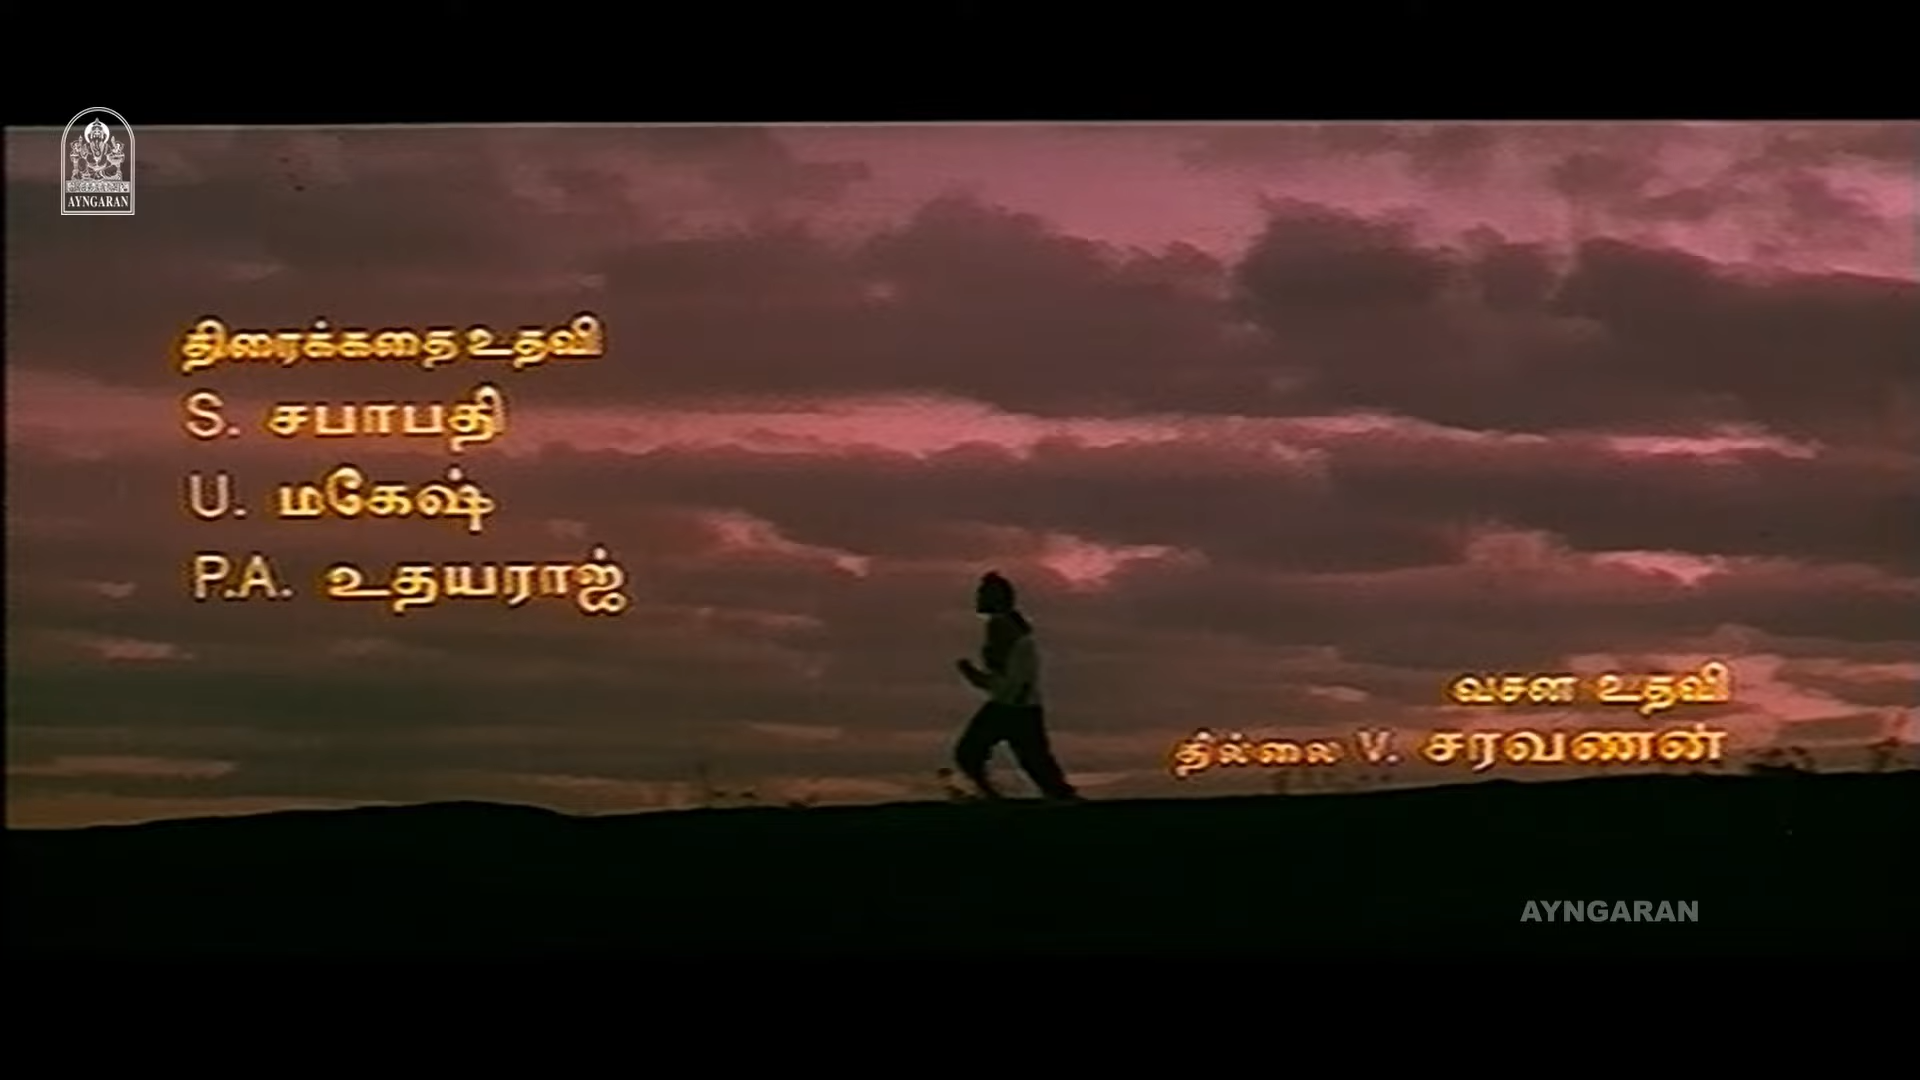 AYNGARAN
திரைக்கதை உதவி
S. சபாபதி
U. மகேஷ்
P.A. உதயராஜ்
வசன உதவி
தில்லை V. சரவணன்
AYNGARAN